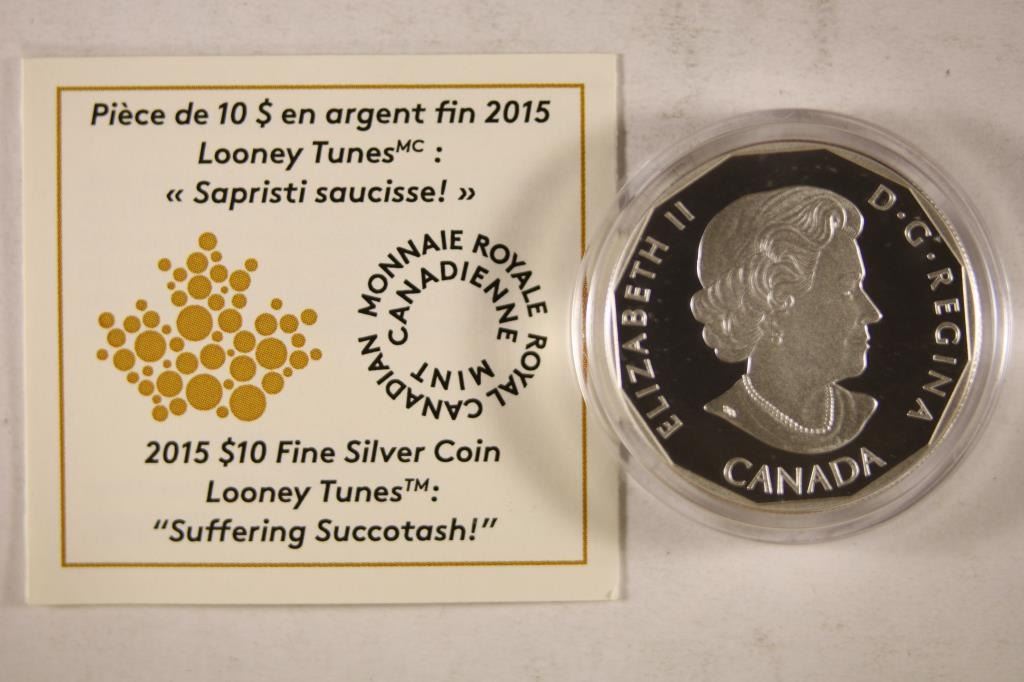 Pièce de 10 $ en argent fin 2015
Looney Tunesᴹᶜ :
« Sapristi saucisse! »
MONNAIE ROYALE
CANADIENNE
ROYAL CANADIAN
MINT
2015 $10 Fine Silver Coin
Looney Tunes™:
“Suffering Succotash!”
ELIZABETH II
D·G·REGINA
CANADA